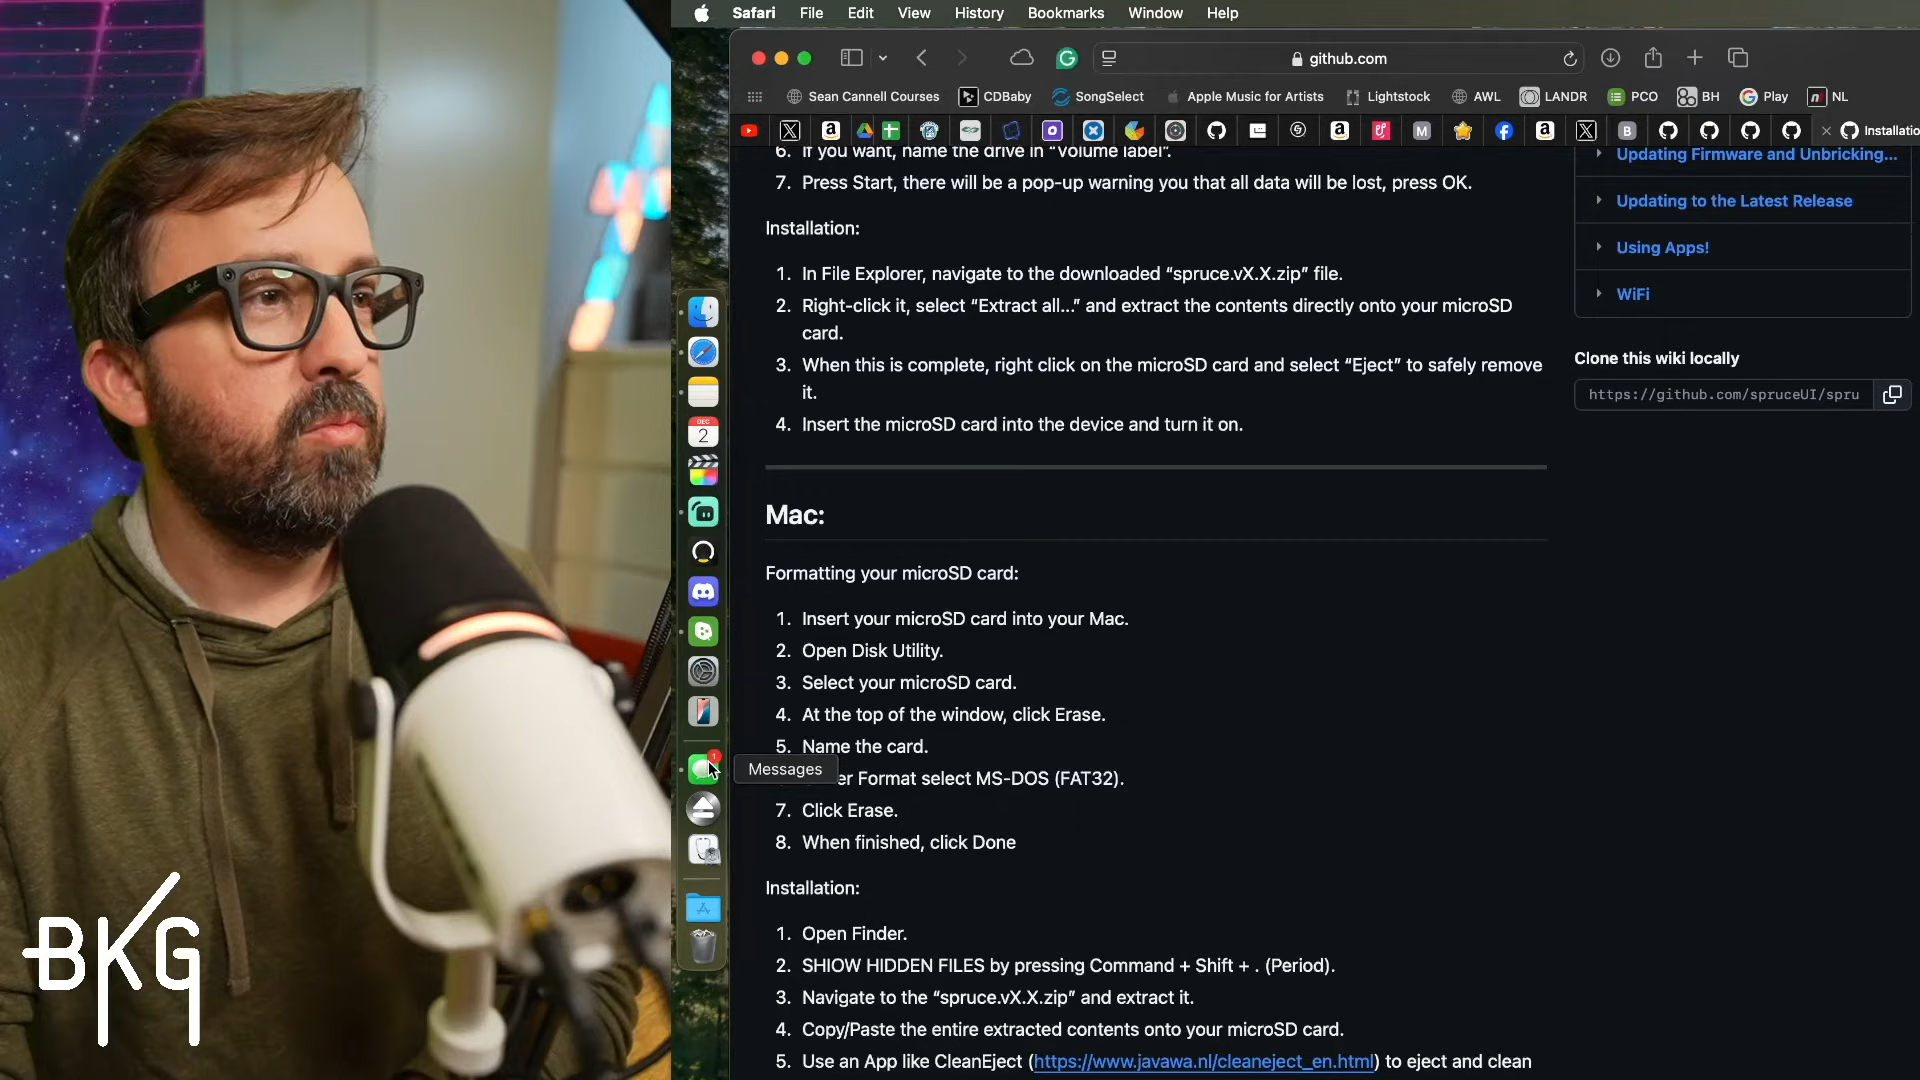 Safari File Edit View History Bookmarks Window Help
github.com
Sean Cannell Courses CDBaby SongSelect Apple Music for Artists Lightstock AWL LANDR PCO BH Play NL
Installatio
6. If you want, name the drive in "Volume label".
7. Press Start, there will be a pop-up warning you that all data will be lost, press OK.
Installation:
1. In File Explorer, navigate to the downloaded “spruce.vX.X.zip” file.
2. Right-click it, select “Extract all...” and extract the contents directly onto your microSD
card.
3. When this is complete, right click on the microSD card and select “Eject” to safely remove
it.
4. Insert the microSD card into the device and turn it on.
Mac:
Formatting your microSD card:
1. Insert your microSD card into your Mac.
2. Open Disk Utility.
3. Select your microSD card.
4. At the top of the window, click Erase.
5. Name the card.
er Format select MS-DOS (FAT32).
7. Click Erase.
8. When finished, click Done
Installation:
1. Open Finder.
2. SHIOW HIDDEN FILES by pressing Command + Shift + . (Period).
3. Navigate to the “spruce.vX.X.zip” and extract it.
4. Copy/Paste the entire extracted contents onto your microSD card.
5. Use an App like CleanEject (https://www.javawa.nl/cleaneject_en.html) to eject and clean
Updating Firmware and Unbricking...
Updating to the Latest Release
Using Apps!
WiFi
Clone this wiki locally
https://github.com/spruceUI/spru
DEC
2
1
Messages
BKG